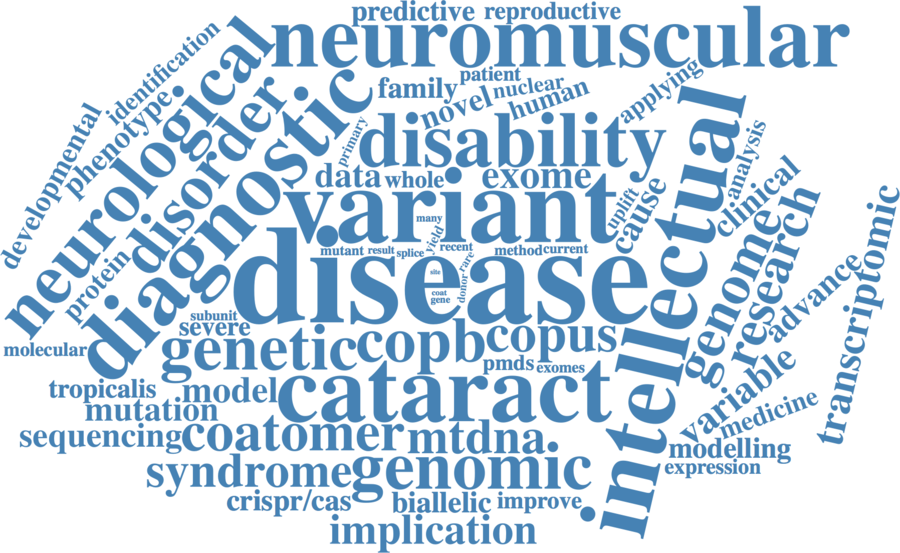 predictive reproductive
neuromuscular
identification
neurological
phenotype
developmental
disorder
diagnostic
family
patient
nuclear
novel
human
applying
primary
disability
intellectual
analysis
data
whole
exome
variant
many
uplift
cause
clinical
yield
recent
mutant
result
splice
method
current
protein
disease
site
rare
donor
coat
gene
genome
research
advance
transcriptomic
subunit
severe
molecular
genetic
copb
copus
pmds
exomes
variable
tropicalis
model
cataract
mutation
medicine
sequencing
coatomer
mtdna
modelling
expression
syndrome
genomic
crispr/cas
biallelic
improve
implication